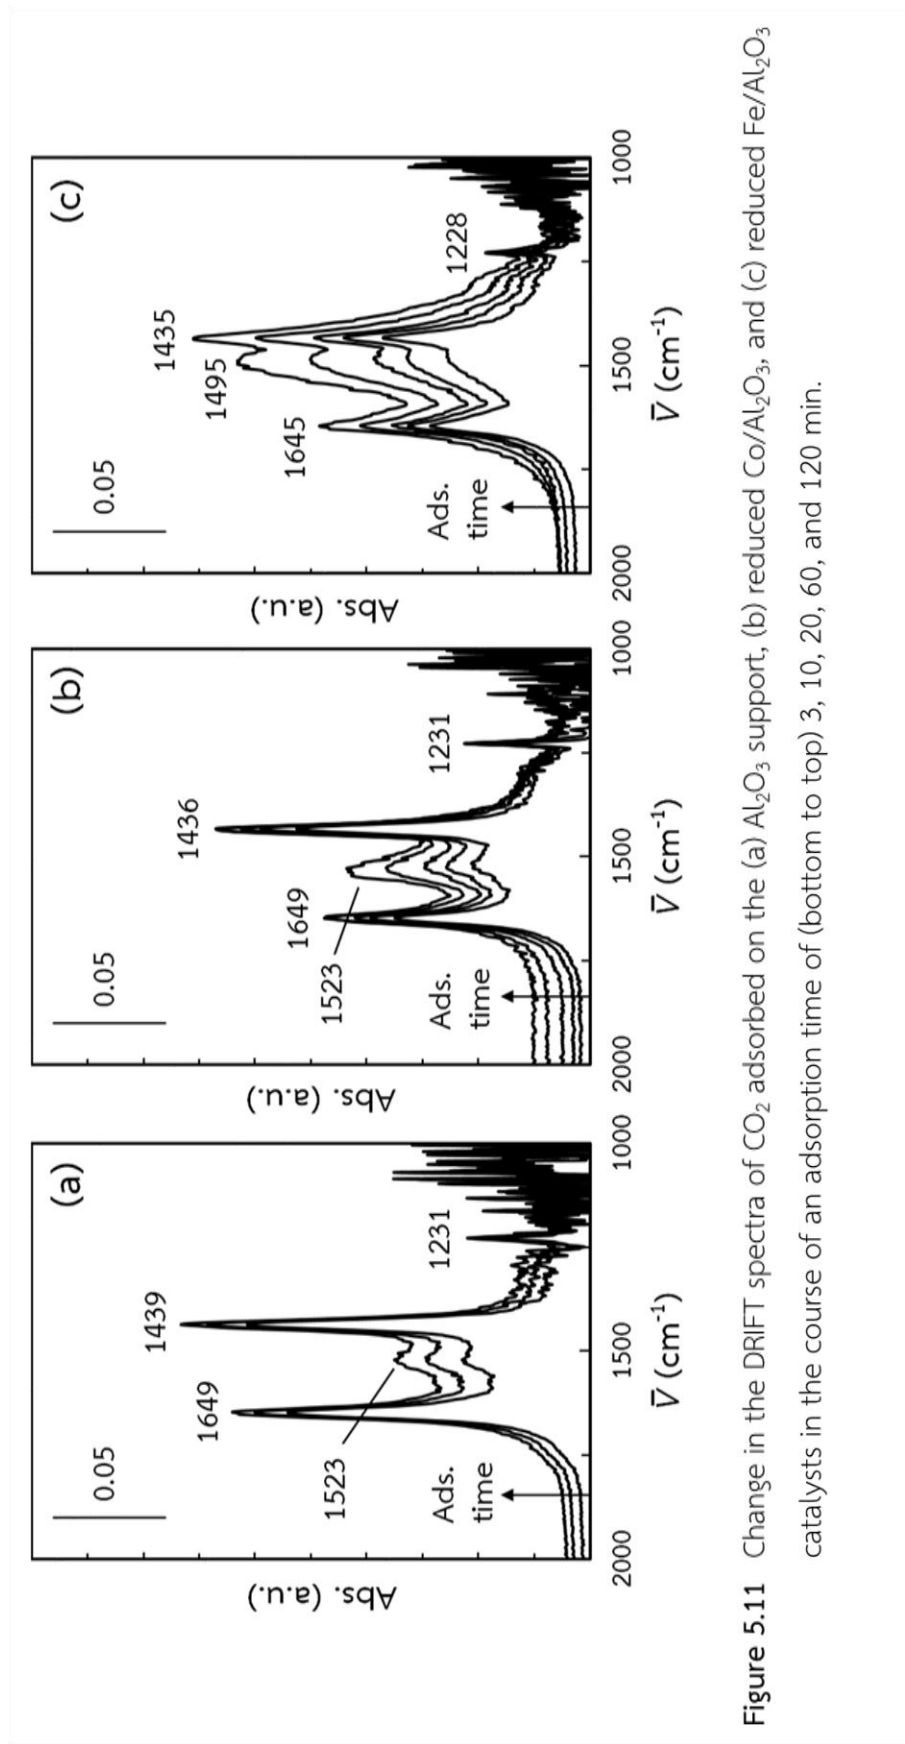 (a)
0.05
1649
1439
1523
1231
Ads.
time
Abs. (a.u.)
2000
1500
1000
V̅ (cm⁻¹)
(b)
0.05
1649
1436
1523
1231
Ads.
time
Abs. (a.u.)
2000
1500
1000
V̅ (cm⁻¹)
(c)
0.05
1435
1495
1645
1228
Ads.
time
Abs. (a.u.)
2000
1500
1000
V̅ (cm⁻¹)
Figure 5.11 Change in the DRIFT spectra of CO₂ adsorbed on the (a) Al₂O₃ support, (b) reduced Co/Al₂O₃, and (c) reduced Fe/Al₂O₃
catalysts in the course of an adsorption time of (bottom to top) 3, 10, 20, 60, and 120 min.